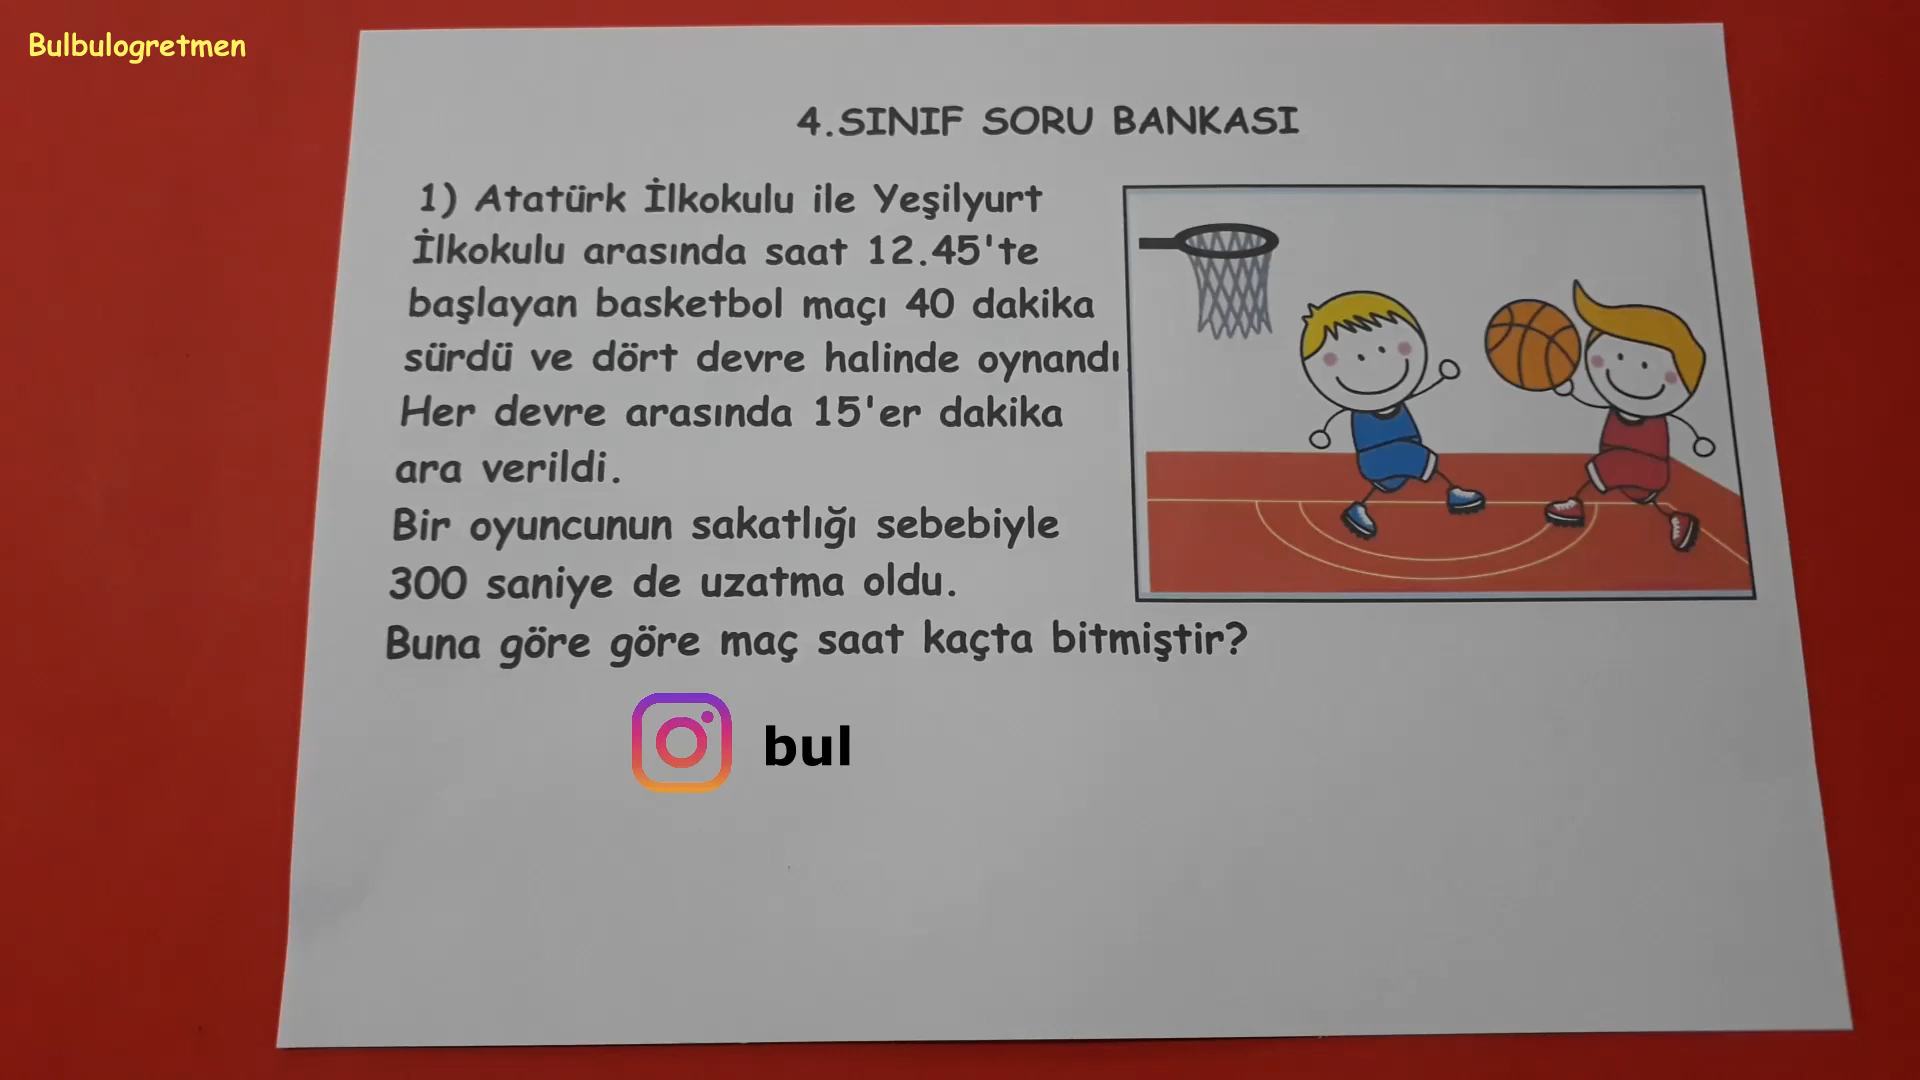 Bulbulogretmen
4.SINIF SORU BANKASI
1) Atatürk İlkokulu ile Yeşilyurt
İlkokulu arasında saat 12.45'te
başlayan basketbol maçı 40 dakika
sürdü ve dört devre halinde oynandı
Her devre arasında 15'er dakika
ara verildi.
Bir oyuncunun sakatlığı sebebiyle
300 saniye de uzatma oldu.
Buna göre göre maç saat kaçta bitmiştir?
bul